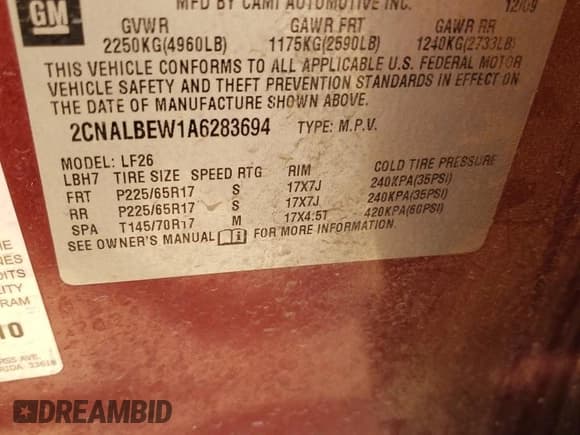 GM
MFD BY CAMI AUTOMOTIVE INC. 12/09
GVWR GAWR FRT GAWR RR
2250KG(4960LB) 1175KG(2590LB) 1240KG(2733LB)
THIS VEHICLE CONFORMS TO ALL APPLICABLE U.S. FEDERAL MOTOR
VEHICLE SAFETY AND THEFT PREVENTION STANDARDS IN EFFECT ON
THE DATE OF MANUFACTURE SHOWN ABOVE.
2CNALBEW1A6283694 TYPE: M.P.V.
MODEL: LF26
LBH7 TIRE SIZE SPEED RTG RIM COLD TIRE PRESSURE
FRT P225/65R17 S 17X7J 240KPA(35PSI)
RR P225/65R17 S 17X7J 240KPA(35PSI)
SPA T145/70R17 M 17X4.5T 420KPA(60PSI)
SEE OWNER'S MANUAL FOR MORE INFORMATION.
10
33619
DREAMBID